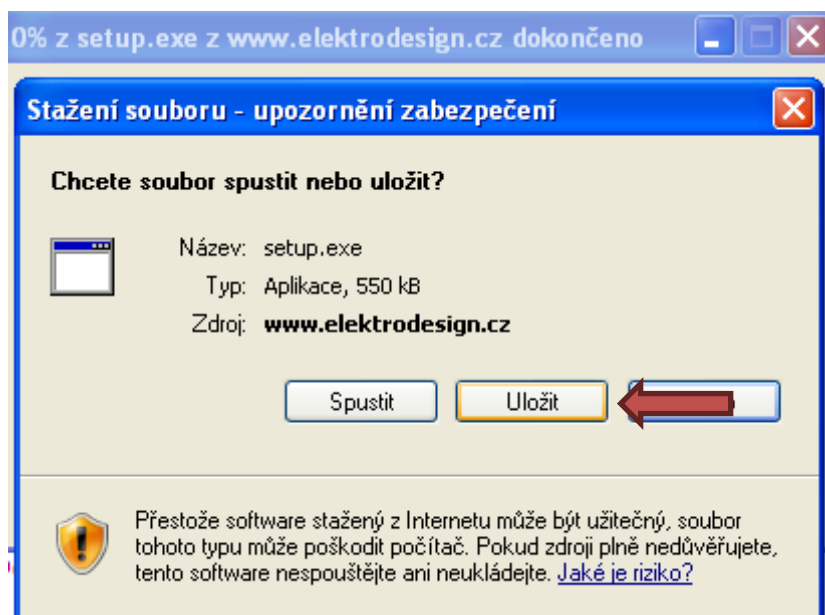 0% z setup.exe z www.elektrodesign.cz dokončeno
Stažení souboru - upozornění zabezpečení
Chcete soubor spustit nebo uložit?
Název: setup.exe
Typ: Aplikace, 550 kB
Zdroj: www.elektrodesign.cz
Spustit Uložit
Přestože software stažený z Internetu může být užitečný, soubor
tohoto typu může poškodit počítač. Pokud zdroji plně nedůvěřujete,
tento software nespouštějte ani neukládejte. Jaké je riziko?